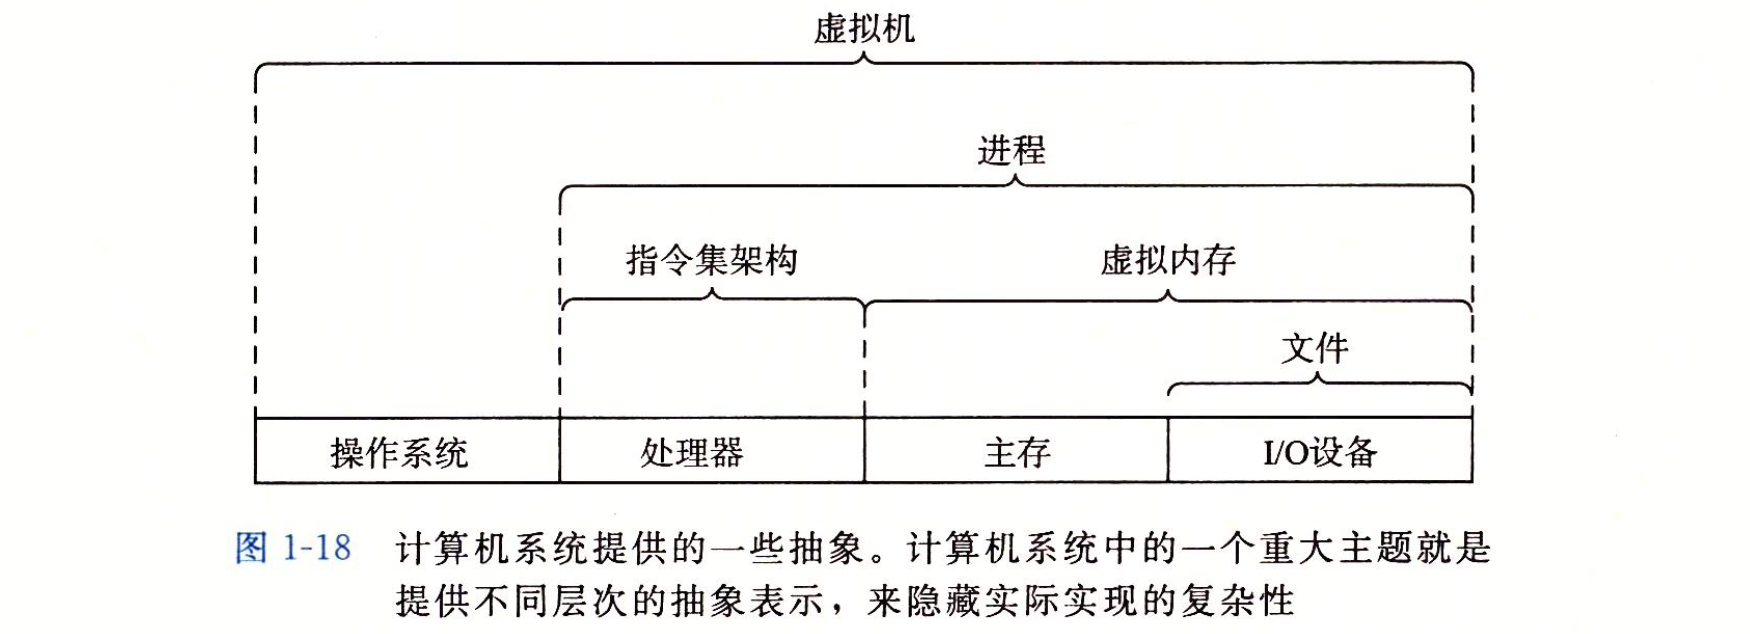 虚拟机
进程
指令集架构
虚拟内存
文件
操作系统
处理器
主存
I/O设备
图 1-18 计算机系统提供的一些抽象。计算机系统中的一个重大主题就是
提供不同层次的抽象表示，来隐藏实际实现的复杂性